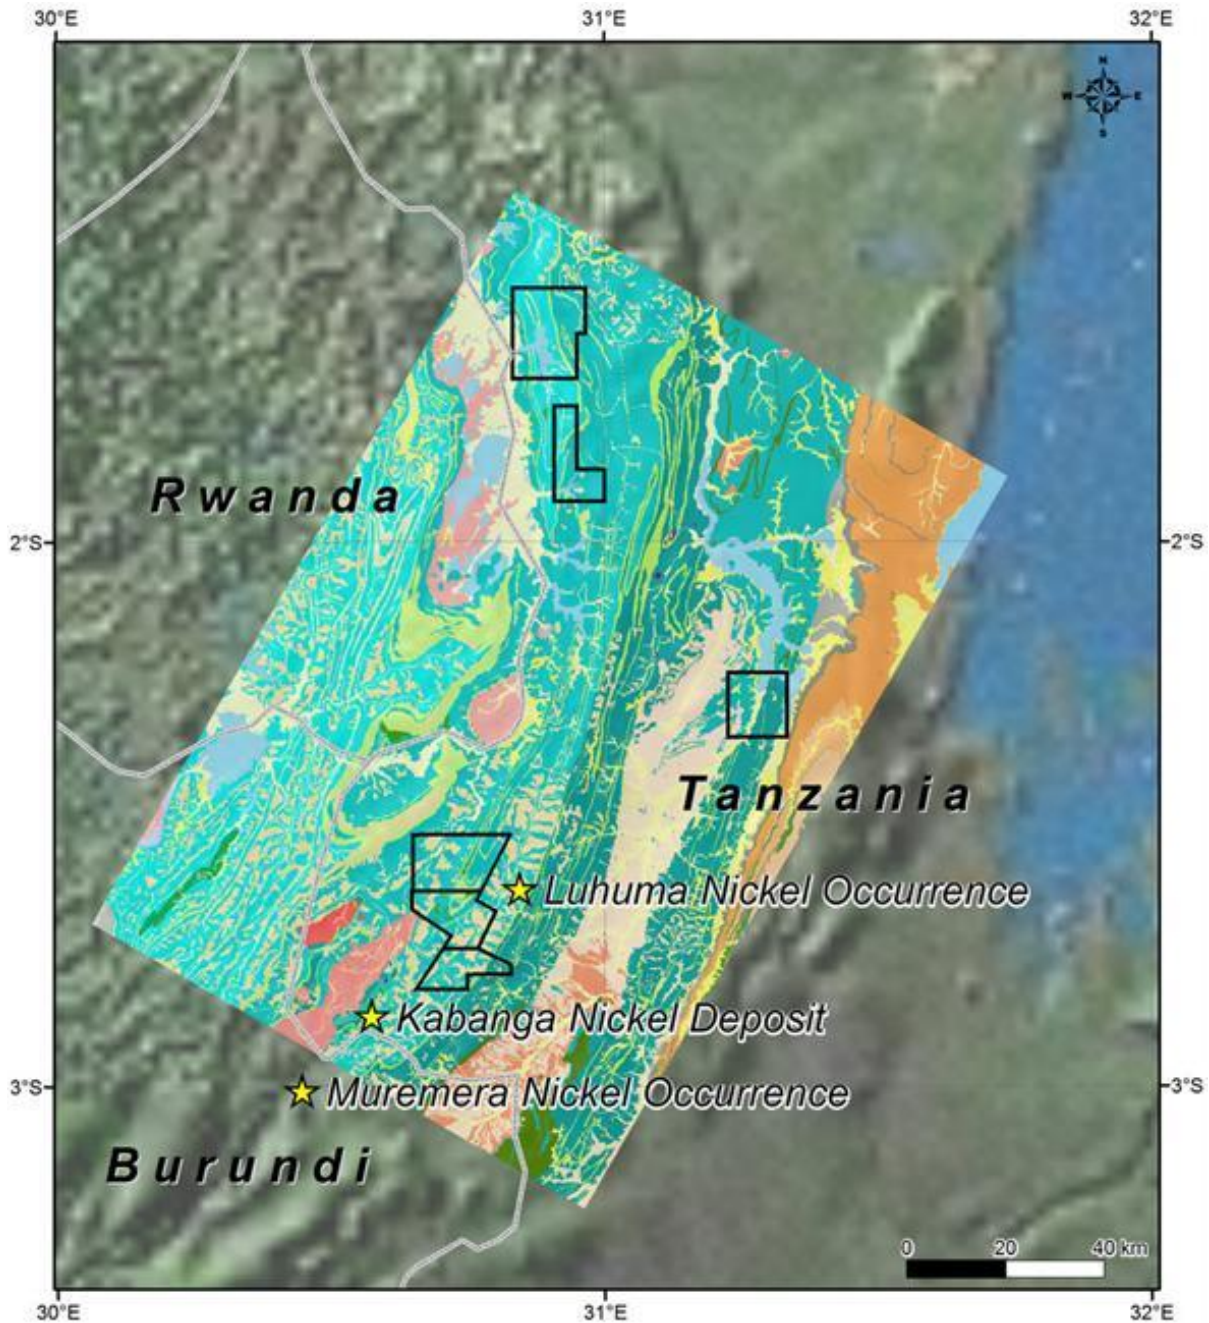 30°E 31°E 32°E
N
W E
S
Rwanda
2°S 2°S
Tanzania
Luhuma Nickel Occurrence
Kabanga Nickel Deposit
3°S 3°S
Muremera Nickel Occurrence
Burundi
0 20 40 km
30°E 31°E 32°E